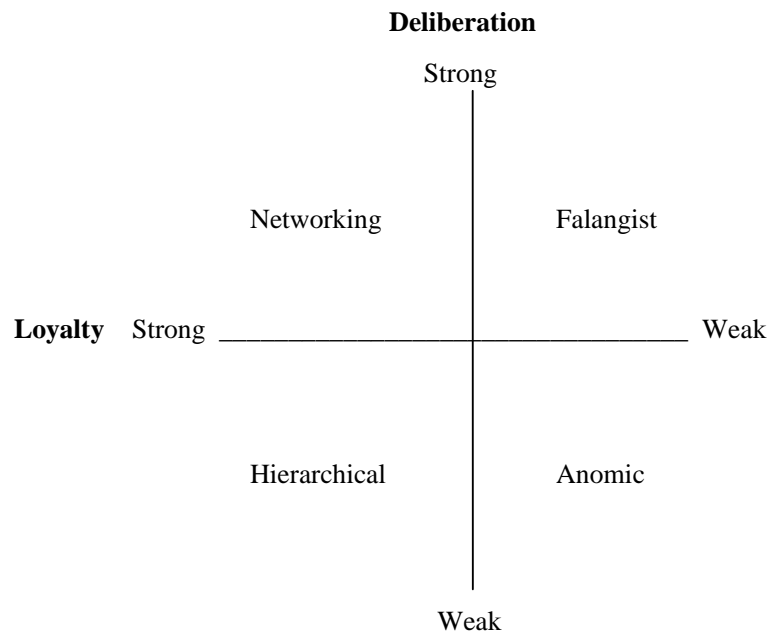 Deliberation
Strong
Networking Falangist
Loyalty Strong Weak
Hierarchical Anomic
Weak